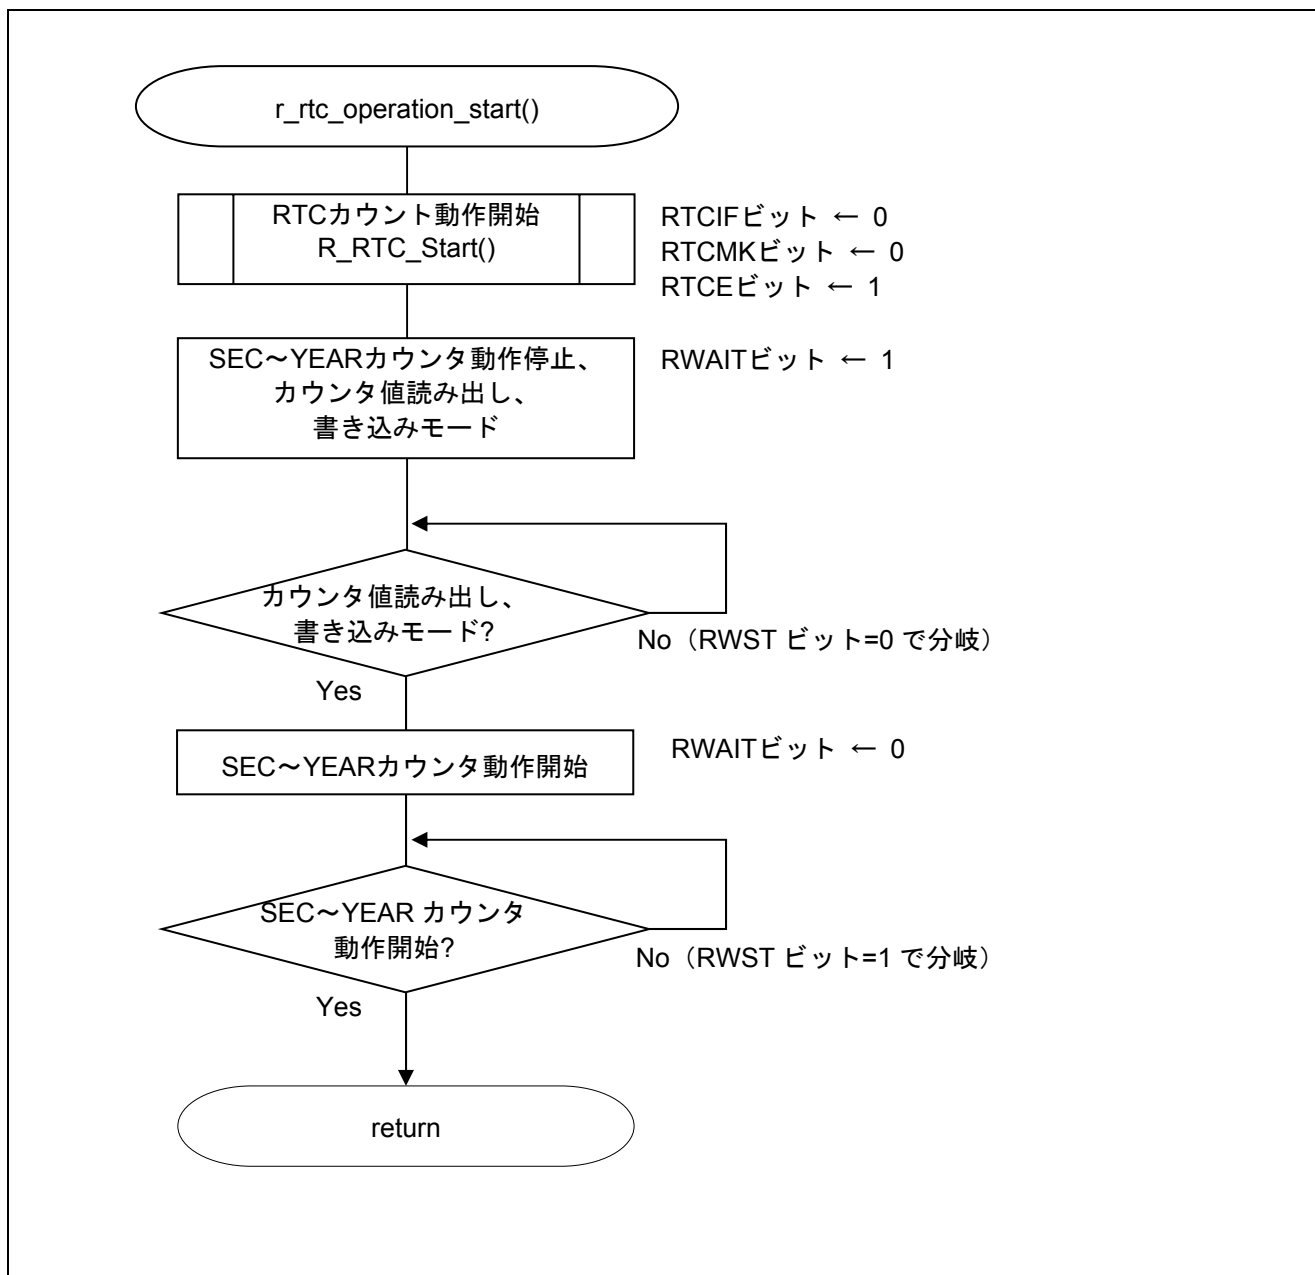 r_rtc_operation_start()
RTCカウント動作開始
R_RTC_Start()
RTCIFビット ← 0
RTCMKビット ← 0
RTCEビット ← 1
SEC～YEARカウンタ動作停止、
カウンタ値読み出し、
書き込みモード
RWAITビット ← 1
カウンタ値読み出し、
書き込みモード?
No（RWST ビット=0 で分岐）
Yes
SEC～YEARカウンタ動作開始
RWAITビット ← 0
SEC～YEAR カウンタ
動作開始?
No（RWST ビット=1 で分岐）
Yes
return